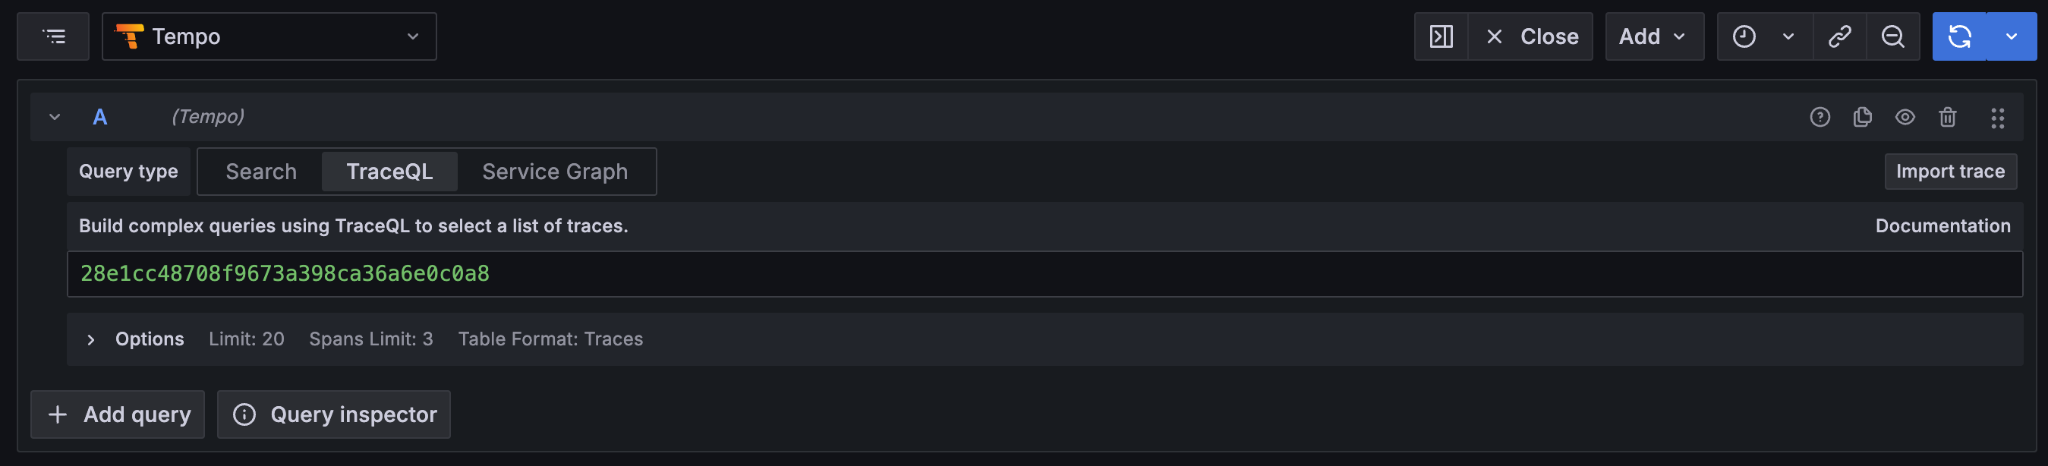 Tempo Close Add
A (Tempo)
Query type Search TraceQL Service Graph Import trace
Build complex queries using TraceQL to select a list of traces. Documentation
28e1cc48708f9673a398ca36a6e0c0a8
Options Limit: 20 Spans Limit: 3 Table Format: Traces
Add query Query inspector